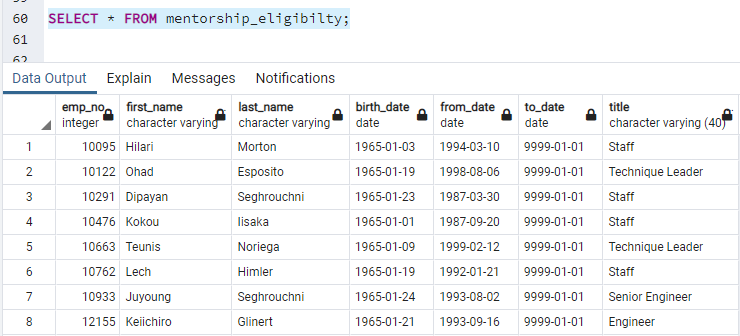 60 SELECT * FROM mentorship_eligibilty;
61
62
Data Output Explain Messages Notifications
emp_no first_name last_name birth_date from_date to_date title
integer character varying character varying date date date character varying (40)
1 10095 Hilari Morton 1965-01-03 1994-03-10 9999-01-01 Staff
2 10122 Ohad Esposito 1965-01-19 1998-08-06 9999-01-01 Technique Leader
3 10291 Dipayan Seghrouchni 1965-01-23 1987-03-30 9999-01-01 Staff
4 10476 Kokou Iisaka 1965-01-01 1987-09-20 9999-01-01 Staff
5 10663 Teunis Noriega 1965-01-09 1999-02-12 9999-01-01 Technique Leader
6 10762 Lech Himler 1965-01-19 1992-01-21 9999-01-01 Staff
7 10933 Juyoung Seghrouchni 1965-01-24 1993-08-02 9999-01-01 Senior Engineer
8 12155 Keiichiro Glinert 1965-01-21 1993-09-16 9999-01-01 Engineer